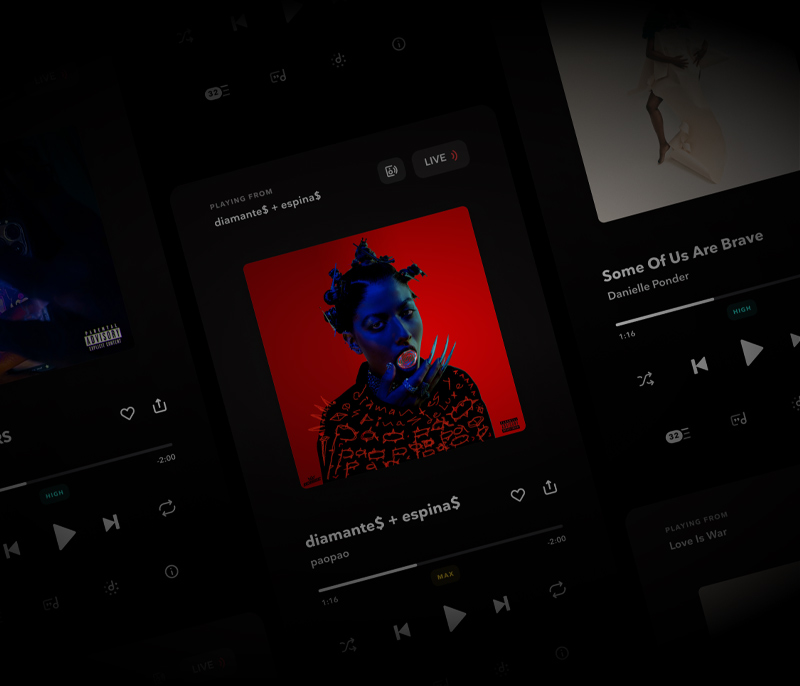 32
PLAYING FROM
diamante$ + espina$
LIVE
PARENTAL
ADVISORY
EXPLICIT CONTENT
RS
-2:00
HIGH
diamante$ + espina$
paopao
1:16
-2:00
MAX
Some Of Us Are Brave
Danielle Ponder
1:16
HIGH
32
PLAYING FROM
Love Is War
LIVE